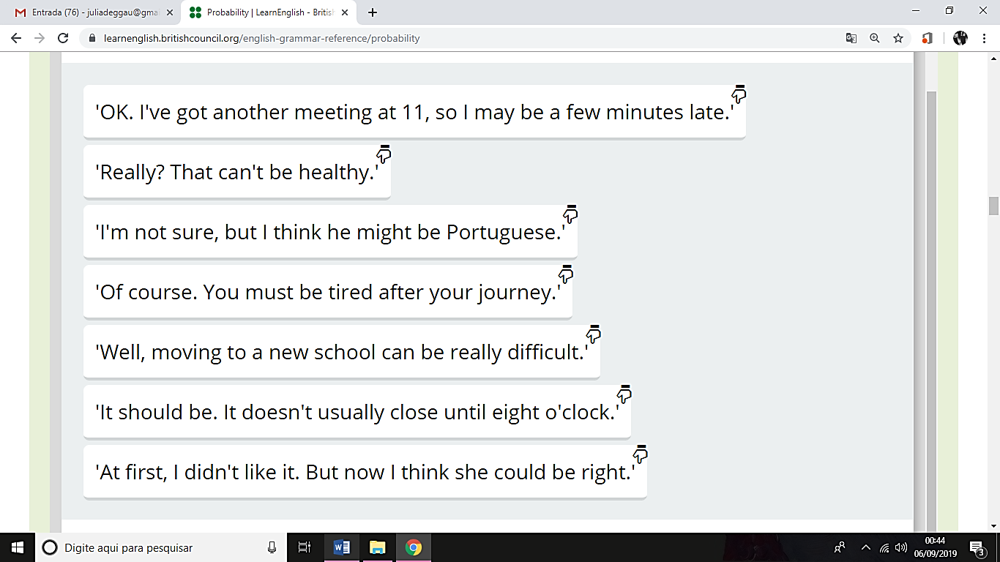 Entrada (76) - juliadeggau@gma
Probability | LearnEnglish - British
learnenglish.britishcouncil.org/english-grammar-reference/probability
'OK. I've got another meeting at 11, so I may be a few minutes late.'
'Really? That can't be healthy.'
'I'm not sure, but I think he might be Portuguese.'
'Of course. You must be tired after your journey.'
'Well, moving to a new school can be really difficult.'
'It should be. It doesn't usually close until eight o'clock.'
'At first, I didn't like it. But now I think she could be right.'
Digite aqui para pesquisar
00:44
06/09/2019
3